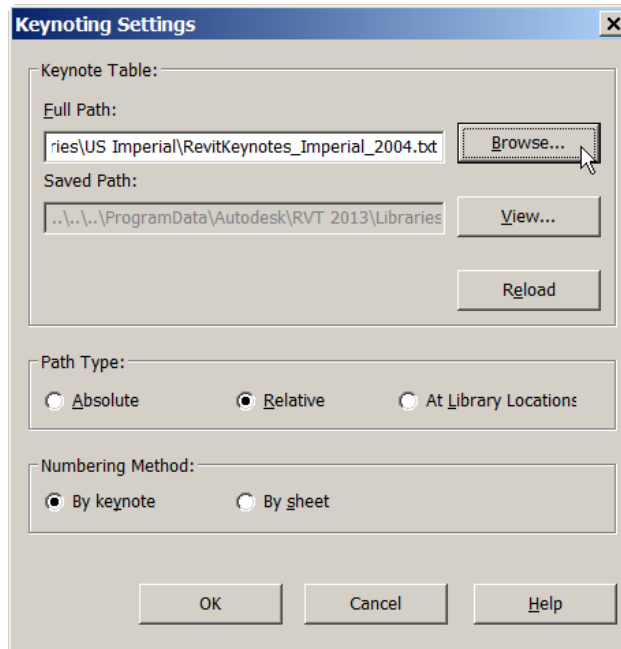 Keynoting Settings
Keynote Table:
Full Path:
ries\US Imperial\RevitKeynotes_Imperial_2004.txt
Browse...
Saved Path:
..\..\..\ProgramData\Autodesk\RVT 2013\Libraries
View...
Reload
Path Type:
Absolute Relative At Library Locations
Numbering Method:
By keynote By sheet
OK Cancel Help